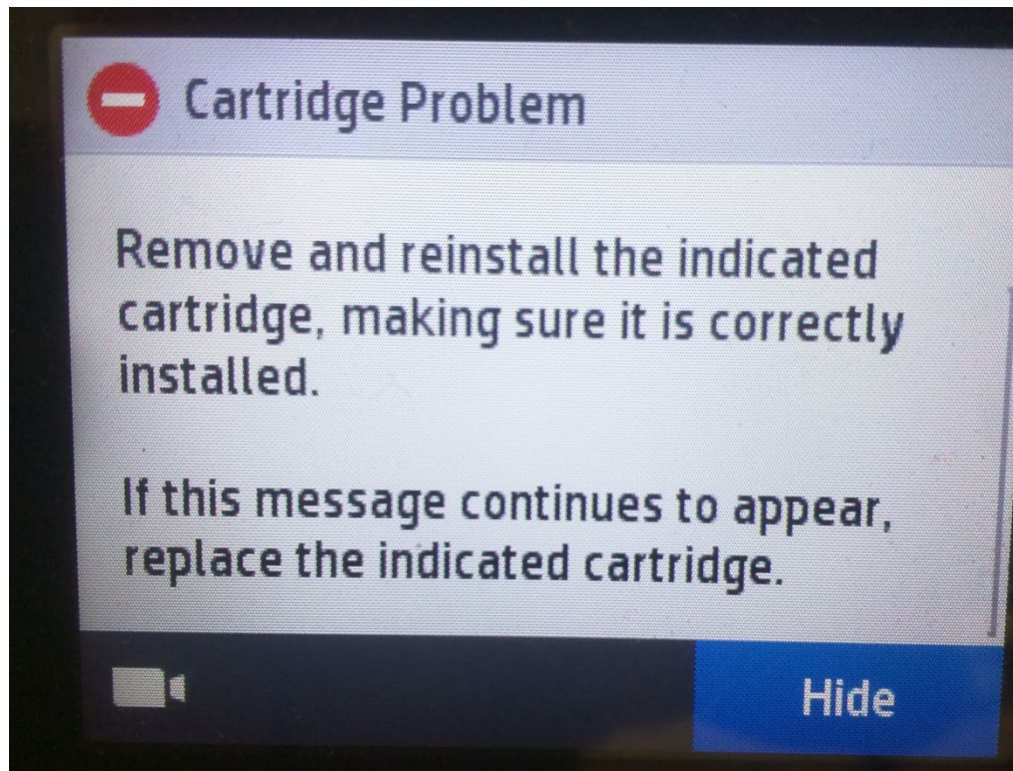 Cartridge Problem
Remove and reinstall the indicated
cartridge, making sure it is correctly
installed.
If this message continues to appear,
replace the indicated cartridge.
Hide